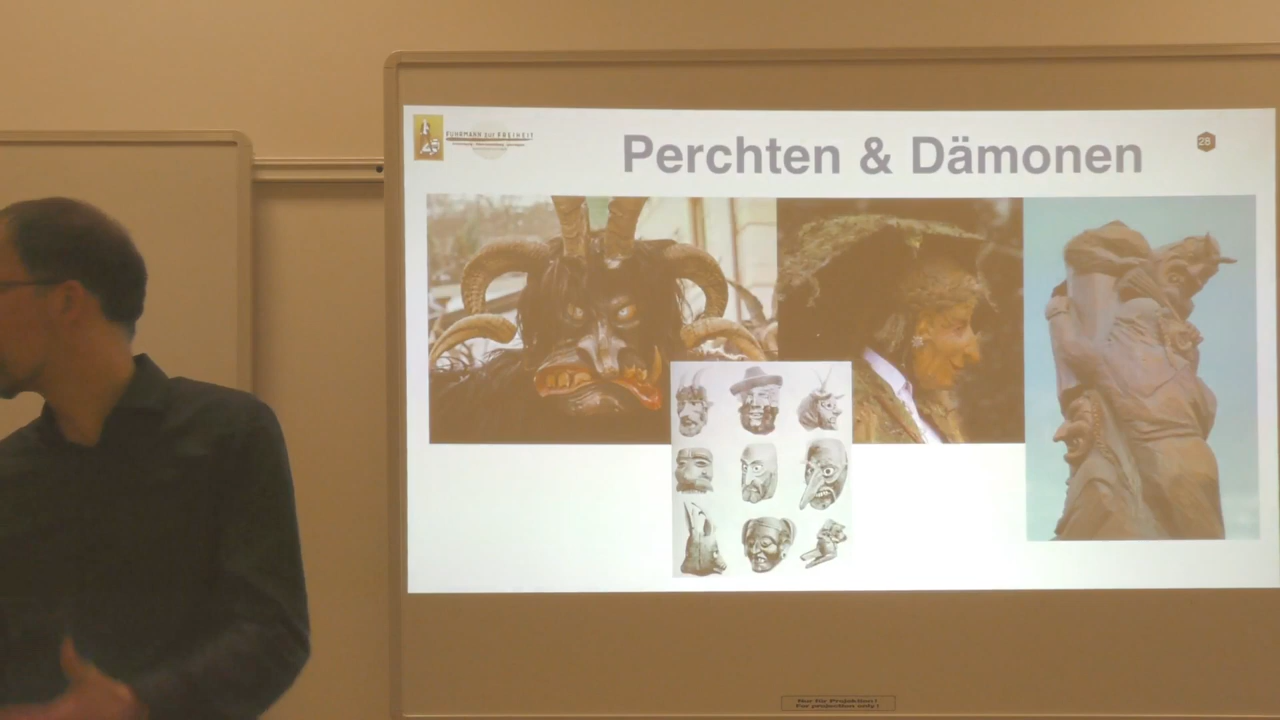 FUHRMANN zur FREIHEIT
Perchten & Dämonen
28
Nur für Projektion!
For projection only!